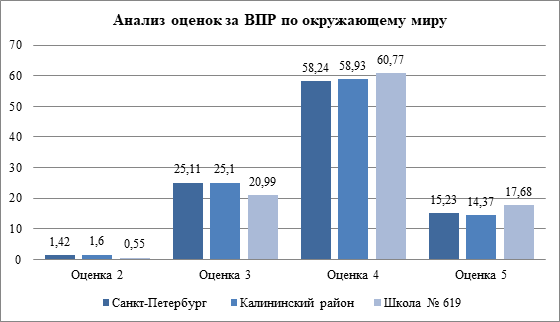 Анализ оценок за ВПР по окружающему миру
70
60
50
40
30
20
10
0
1,42 1,6 0,55
25,11 25,1 20,99
58,24 58,93 60,77
15,23 14,37 17,68
Оценка 2 Оценка 3 Оценка 4 Оценка 5
Санкт-Петербург Калининский район Школа № 619